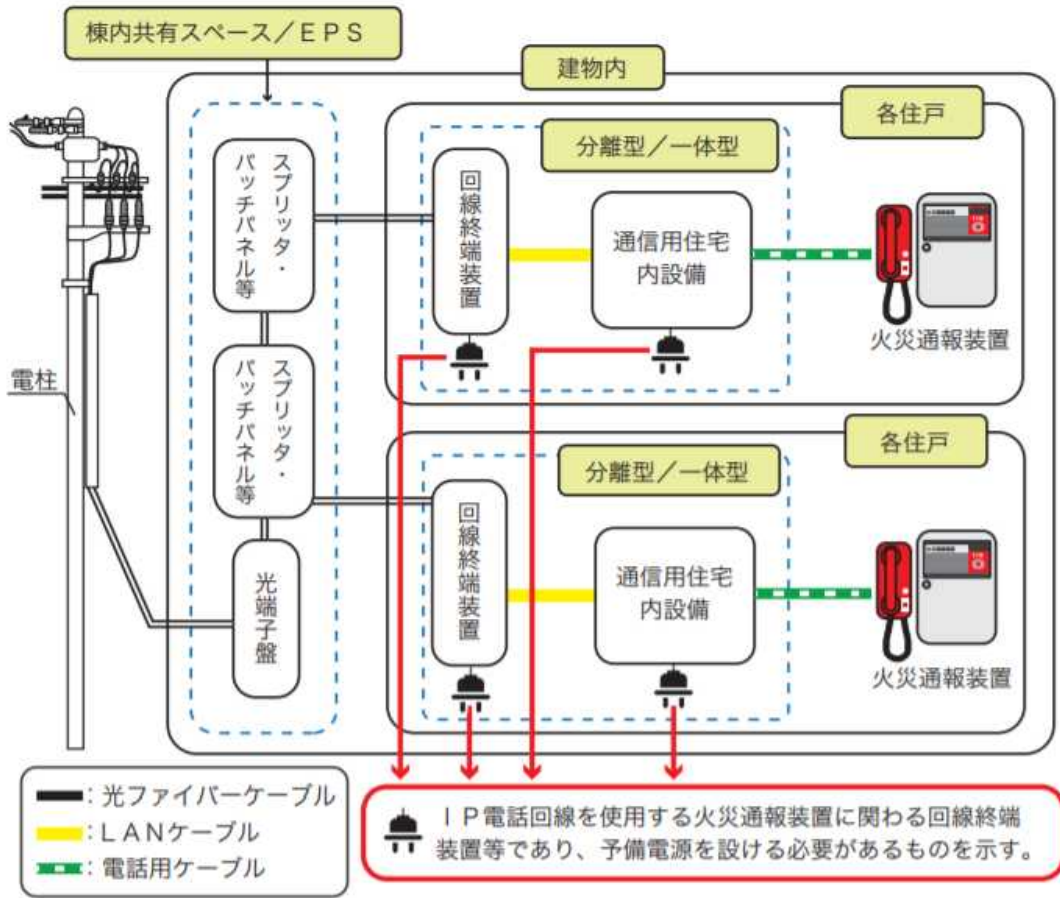 棟内共有スペース／ＥＰＳ
建物内
各住戸
分離型／一体型
スプリッタ・
パッチパネル等
回線終端装置
通信用住宅
内設備
火災通報装置
電柱
スプリッタ・
パッチパネル等
各住戸
分離型／一体型
回線終端装置
通信用住宅
内設備
光端子盤
火災通報装置
：光ファイバーケーブル
：ＬＡＮケーブル
：電話用ケーブル
ＩＰ電話回線を使用する火災通報装置に関わる回線終端
装置等であり、予備電源を設ける必要があるものを示す。